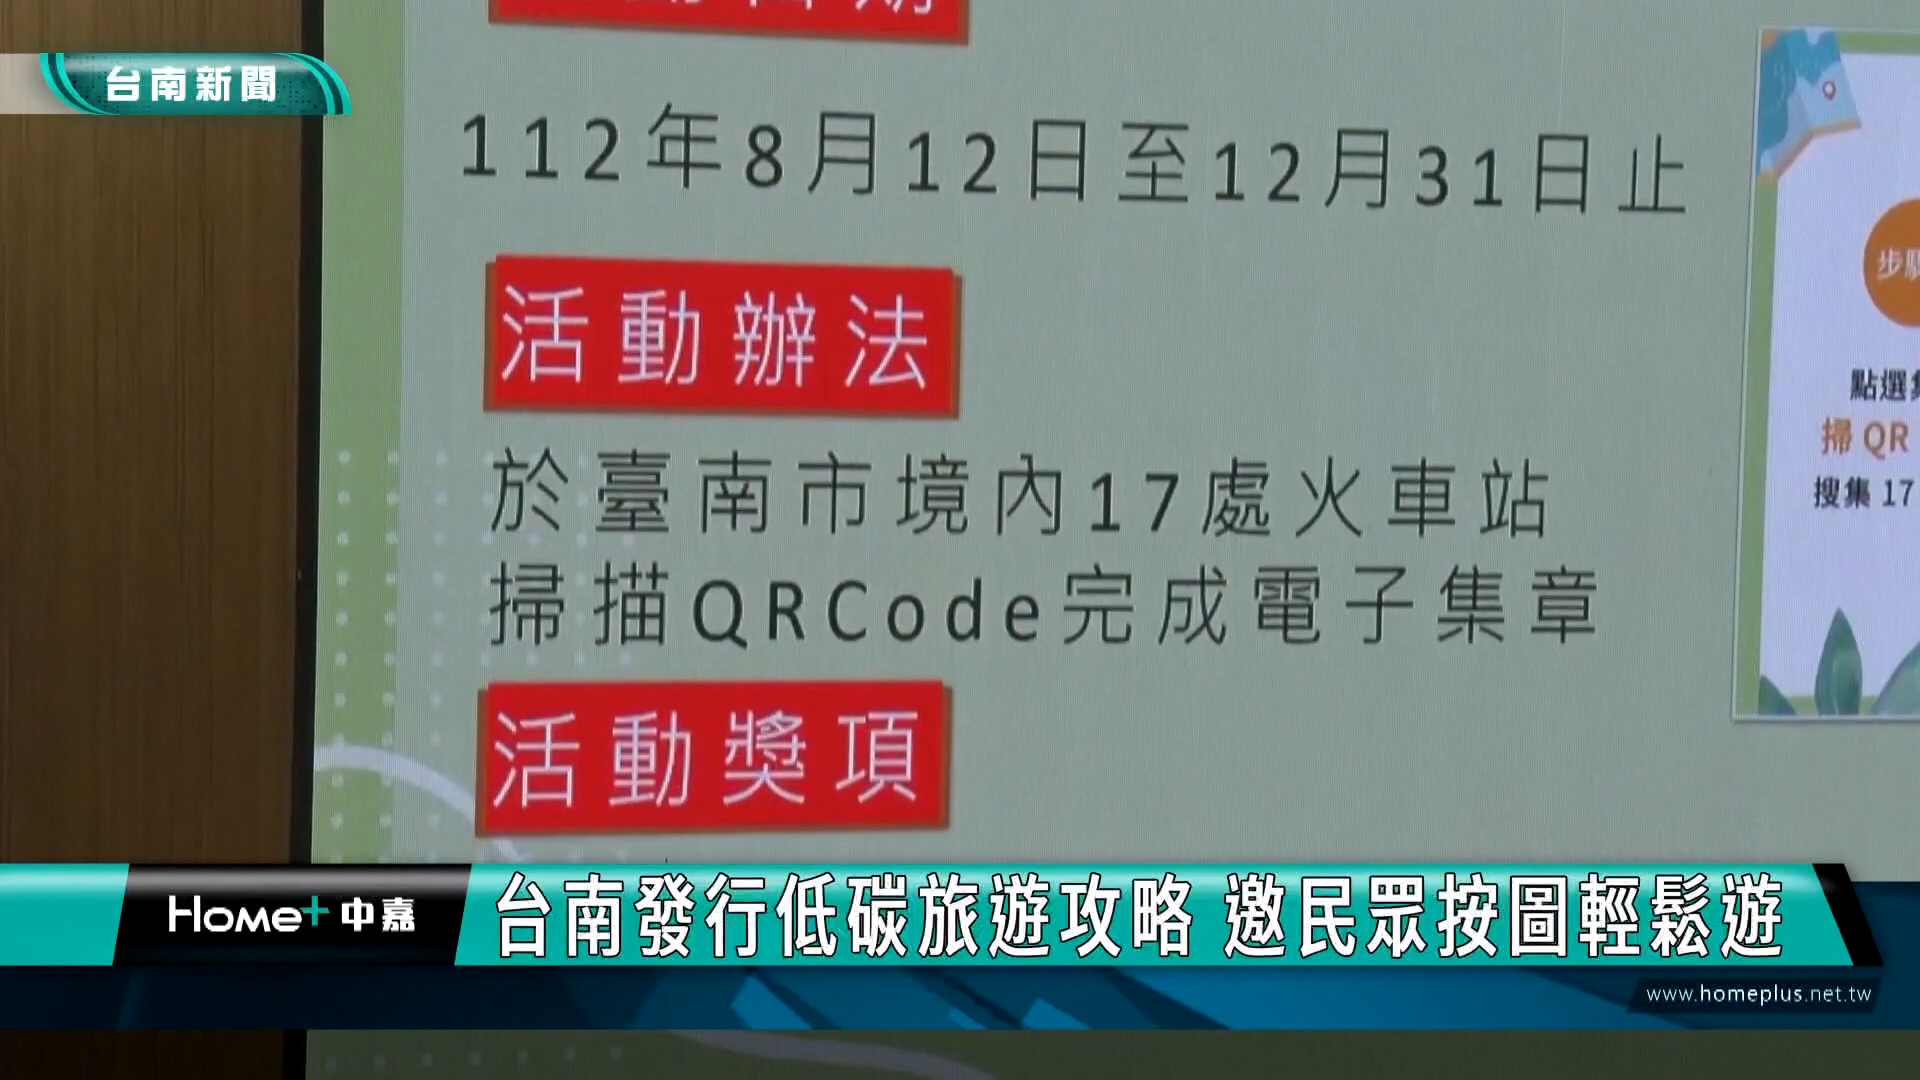 台南新聞
112年8月12日至12月31日止
活動辦法
於臺南市境內17處火車站
掃描QRCode完成電子集章
活動獎項
步
點選
掃 QR
搜集 17
Home+ 中嘉
台南發行低碳旅遊攻略 邀民眾按圖輕鬆遊
www.homeplus.net.tw